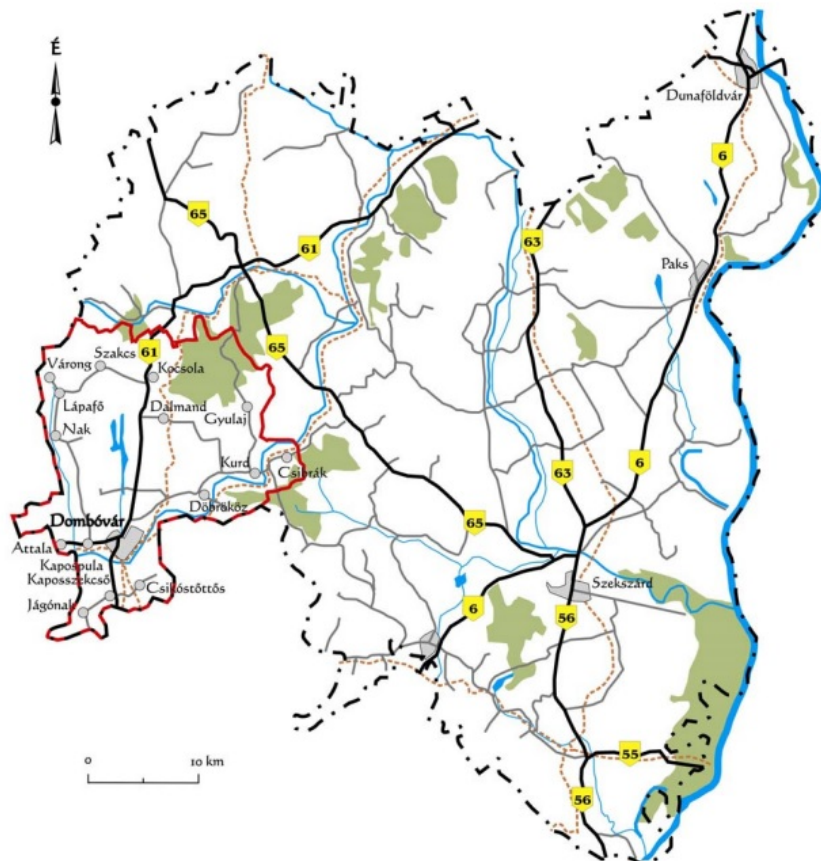 É
Dunaföldvár
6
65
61
63
Paks
61
65
Szakcs
Várong
Kocsola
Lápafő
Dalmand
Gyulaj
Nak
Kurd
Csibrák
63
6
Döbrököz
65
Dombóvár
Attala
Kapospula
Kaposszekcső
Csikóstőttős
Jágónak
Szekszárd
6
56
55
56
0 10 km